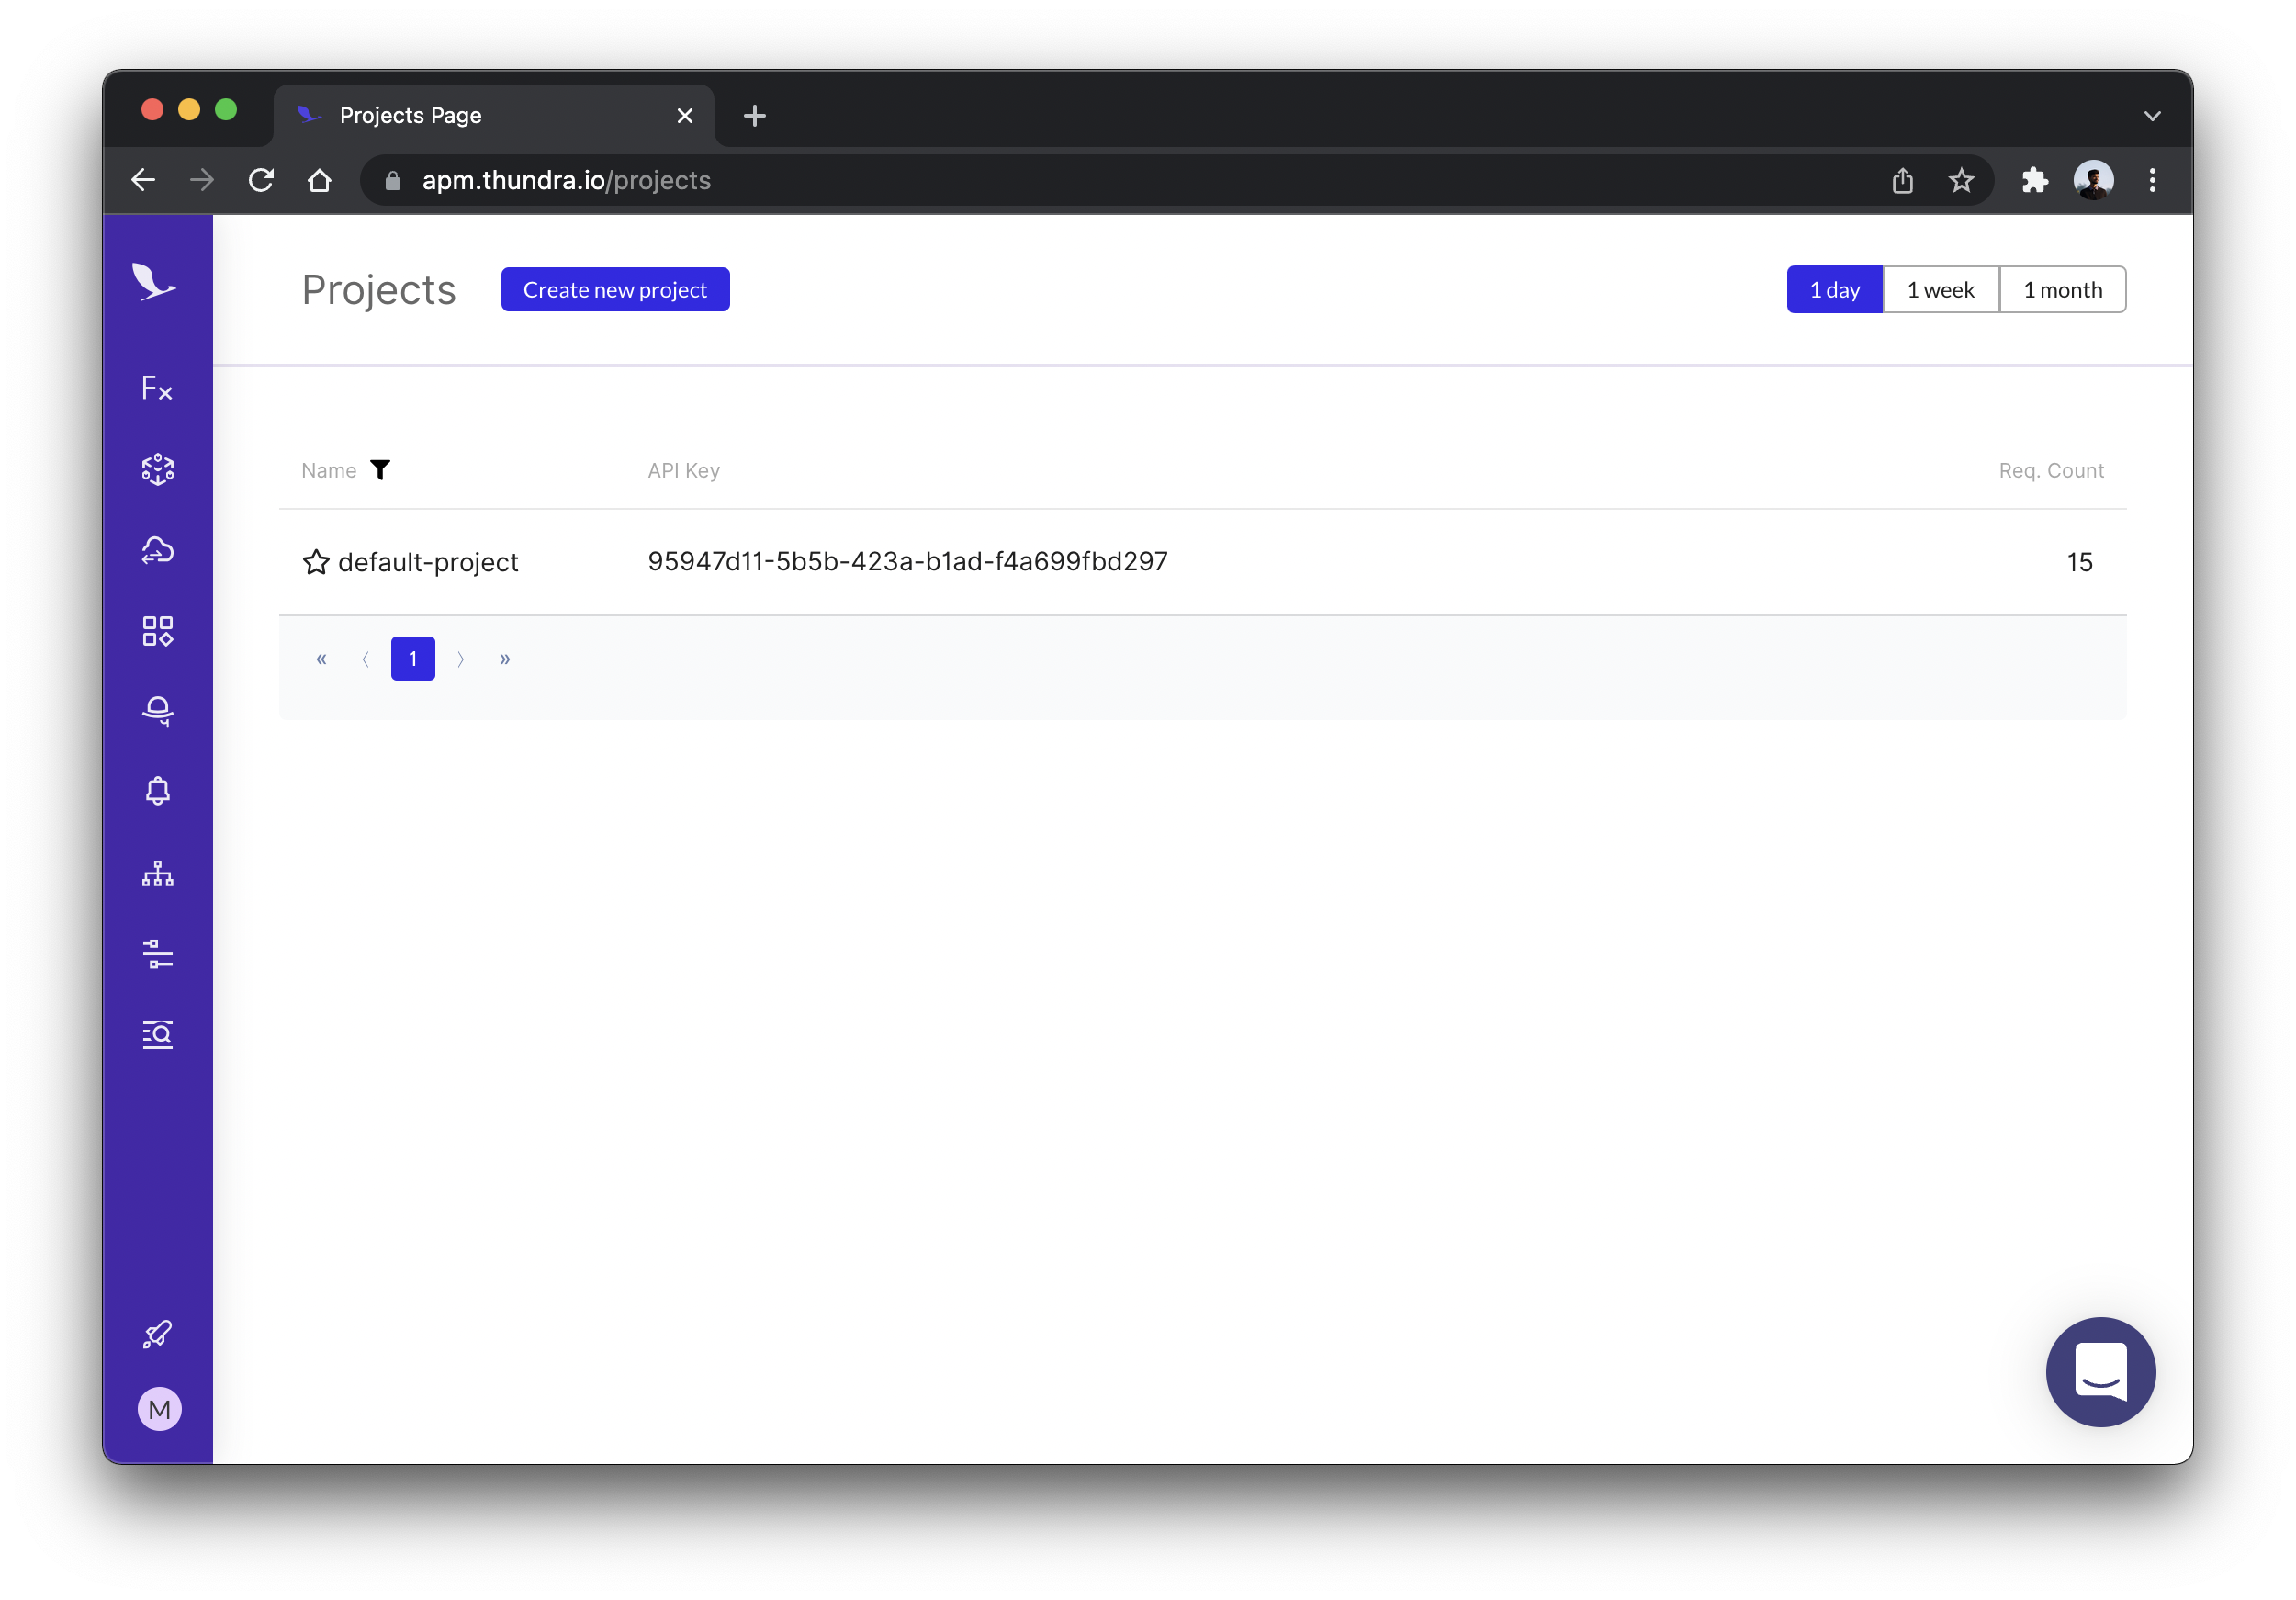 Projects Page
apm.thundra.io/projects
Projects
Create new project
1 day
1 week
1 month
Fx
Name
API Key
Req. Count
default-project
95947d11-5b5b-423a-b1ad-f4a699fbd297
15
« ‹ 1 › »
M